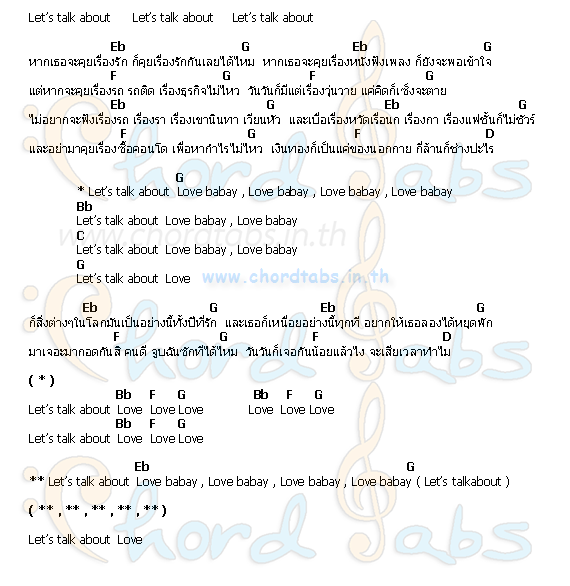 Let's talk about Let's talk about Let's talk about
Eb G Eb G
หากเธอจะคุยเรื่องรัก ก็คุยเรื่องรักกันเลยได้ไหม หากเธอจะคุยเรื่องหนังฟังเพลง ก็ยังจะพอเข้าใจ
F G F G
แต่หากจะคุยเรื่องรถ รถติด เรื่องธุรกิจไม่ไหว วันวันก็มีแต่เรื่องวุ่นวาย แค่คิดก็เซ็งจะตาย
Eb G Eb G
ไม่อยากจะฟังเรื่องรถ เรื่องรา เรื่องเขานินทา เวียนหัว และเบื่อเรื่องหวัดเรื่อนก เรื่องกา เรื่องแฟชั่นก็ไม่ชัวร์
F G F D
และอย่ามาคุยเรื่องซื้อคอนโด เพื่อหากำไรไม่ไหว เงินทองก็เป็นแค่ของนอกกาย กี่ล้านก็ช่างปะไร
G
* Let's talk about Love babay , Love babay , Love babay , Love babay
Bb
Let's talk about Love babay , Love babay
C
Let's talk about Love babay , Love babay
G
Let's talk about Love
www.chordtabs.in.th
www.chordtabs.in.th
Eb G Eb G
ก็สิ่งต่างๆในโลกมันเป็นอย่างนี้ทั้งปีที่รัก และเธอก็เหนื่อยอย่างนี้ทุกที อยากให้เธอลองได้หยุดพัก
F G F D
มาเจอะมากอดกันสิ คนดี จูบฉันซักทีได้ไหม วันวันก็เจอกันน้อยแล้วไง จะเสียเวลาทำไม
( * )
Bb F G Bb F G
Let's talk about Love Love Love Love Love Love
Bb F G
Let's talk about Love Love Love
Eb G
** Let's talk about Love babay , Love babay , Love babay , Love babay ( Let's talkabout )
( ** , ** , ** , ** , ** )
Let's talk about Love